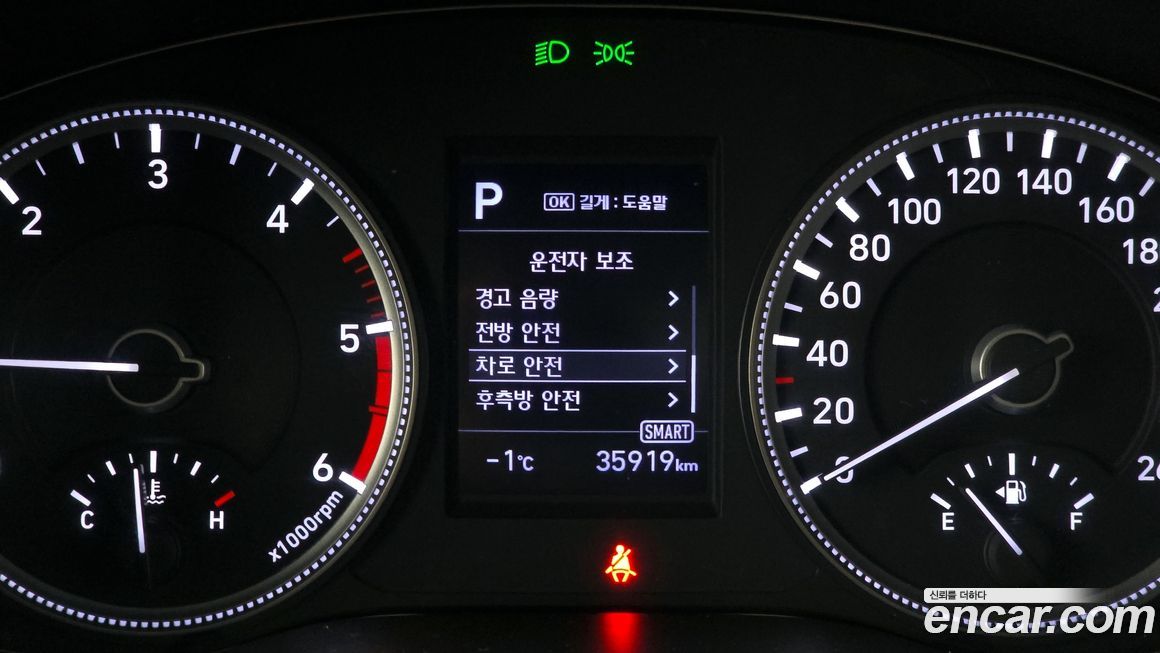 P
OK 길게 : 도움말
운전자 보조
경고 음량
전방 안전
차로 안전
후측방 안전
SMART
-1℃ 35919km
2
3
4
5
6
x1000rpm
C H
0
20
40
60
80
100
120
140
160
E F
신뢰를 더하다
encar.com